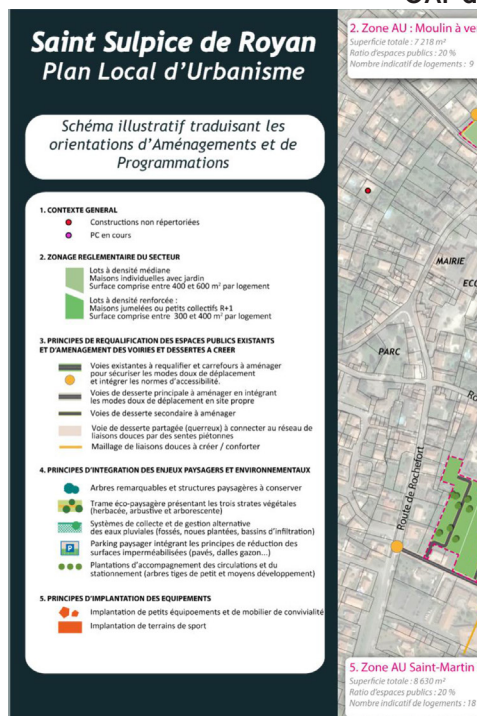 Saint Sulpice de Royan
Plan Local d'Urbanisme
Schéma illustratif traduisant les
orientations d'Aménagements et de
Programmations
1. CONTEXTE GENERAL
Constructions non répertoriées
PC en cours
2. ZONAGE REGLEMENTAIRE DU SECTEUR
Lots à densité médiane
Maisons individuelles avec jardin
Surface comprise entre 400 et 600 m² par logement
Lots à densité renforcée :
Maisons jumelées ou petits collectifs R+1
Surface comprise entre 300 et 400 m² par logement
3. PRINCIPES DE REQUALIFICATION DES ESPACES PUBLICS EXISTANTS
ET D'AMENAGEMENT DES VOIRIES ET DESSERTES A CREER
Voies existantes à requalifier et carrefours à aménager
pour sécuriser les modes doux de déplacement
et intégrer les normes d'accessibilité.
Voies de desserte principale à aménager en intégrant
les modes doux de déplacement en site propre
Voies de desserte secondaire à aménager
Voie de desserte partagée (querreux) à connecter au réseau de
liaisons douces par des sentes piétonnes
Maillage de liaisons douces à créer / conforter
4. PRINCIPES D'INTEGRATION DES ENJEUX PAYSAGERS ET ENVIRONNEMENTAUX
Arbres remarquables et structures paysagères à conserver
Trame éco-paysagère présentant les trois strates végétales
(herbacée, arbustive et arborescente)
Systèmes de collecte et de gestion alternative
des eaux pluviales (fossés, noues plantées, bassins d'infiltration)
P
Parking paysager intégrant les principes de réduction des
surfaces imperméabilisées (pavés, dalles gazon...)
Plantations d'accompagnement des circulations et du
stationnement (arbres tiges de petit et moyens développement)
5. PRINCIPES D'IMPLANTATION DES EQUIPEMENTS
Implantation de petits équipoements et de mobilier de convivialité
Implantation de terrains de sport
2. Zone AU : Moulin à ve
Superficie totale : 7 218 m²
Ratio d'espaces publics : 20 %
Nombre indicatif de logements : 9
MAIRIE
ECO
PARC
Route de Rochefort
5. Zone AU Saint-Martin
Superficie totale : 8 630 m²
Ratio d'espaces publics : 20 %
Nombre indicatif de logements : 18